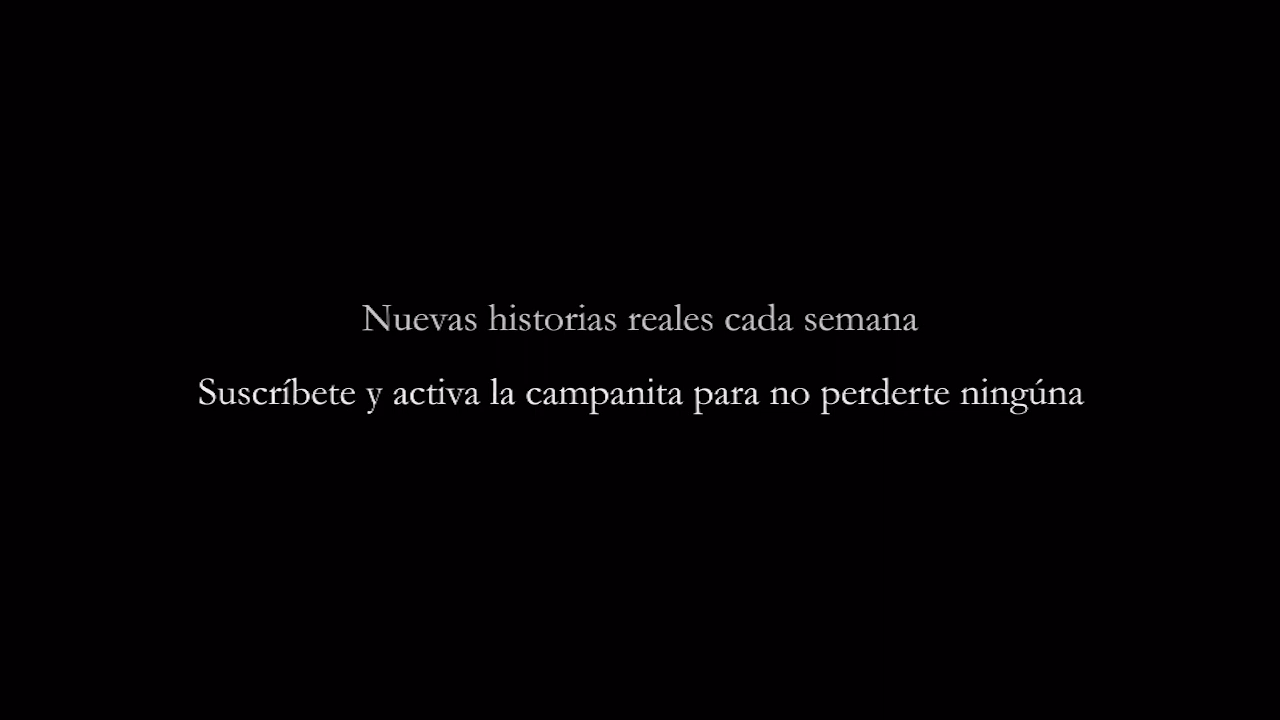 Nuevas historias reales cada semana
Suscríbete y activa la campanita para no perderte ningúna